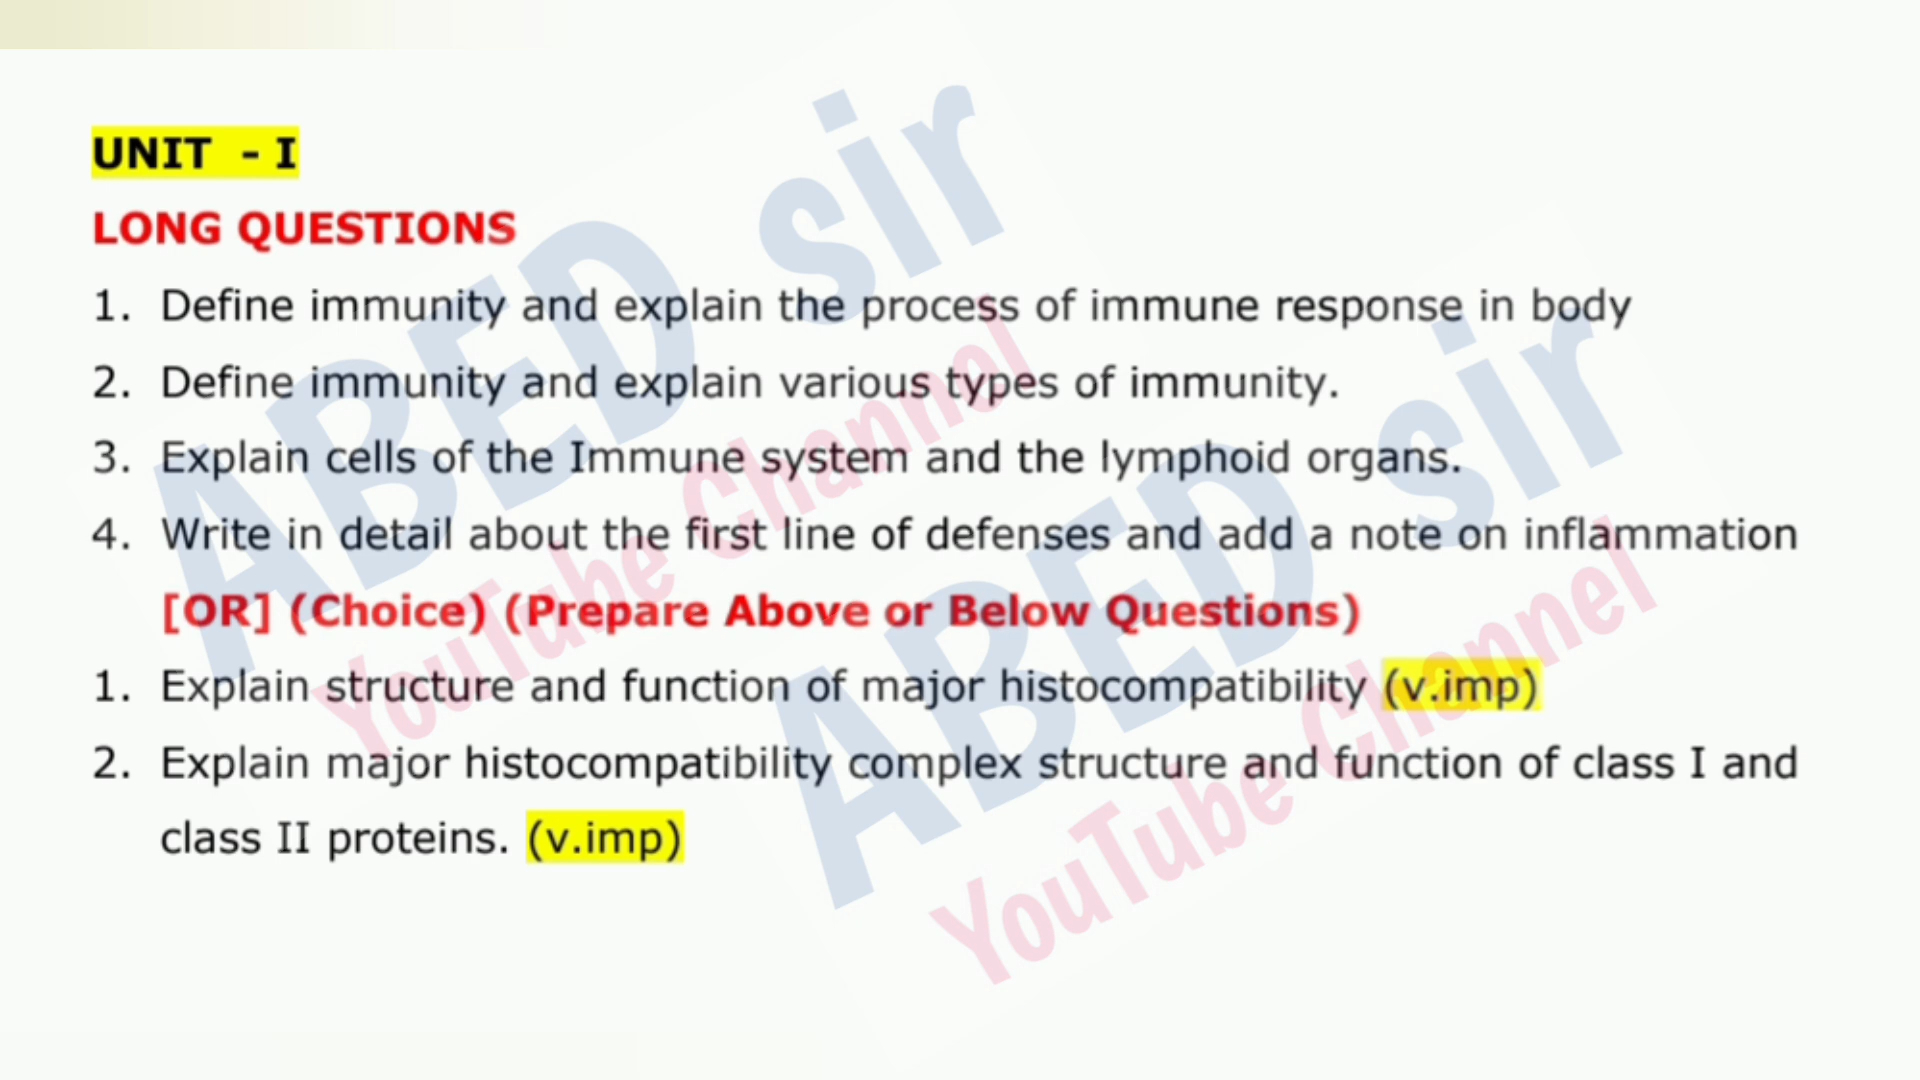 UNIT - I
LONG QUESTIONS
1. Define immunity and explain the process of immune response in body
2. Define immunity and explain various types of immunity.
3. Explain cells of the Immune system and the lymphoid organs.
4. Write in detail about the first line of defenses and add a note on inflammation
[OR] (Choice) (Prepare Above or Below Questions)
1. Explain structure and function of major histocompatibility (v.imp)
2. Explain major histocompatibility complex structure and function of class I and
class II proteins. (v.imp)
ABED sir
YouTube Channel
ABED sir
YouTube Channel